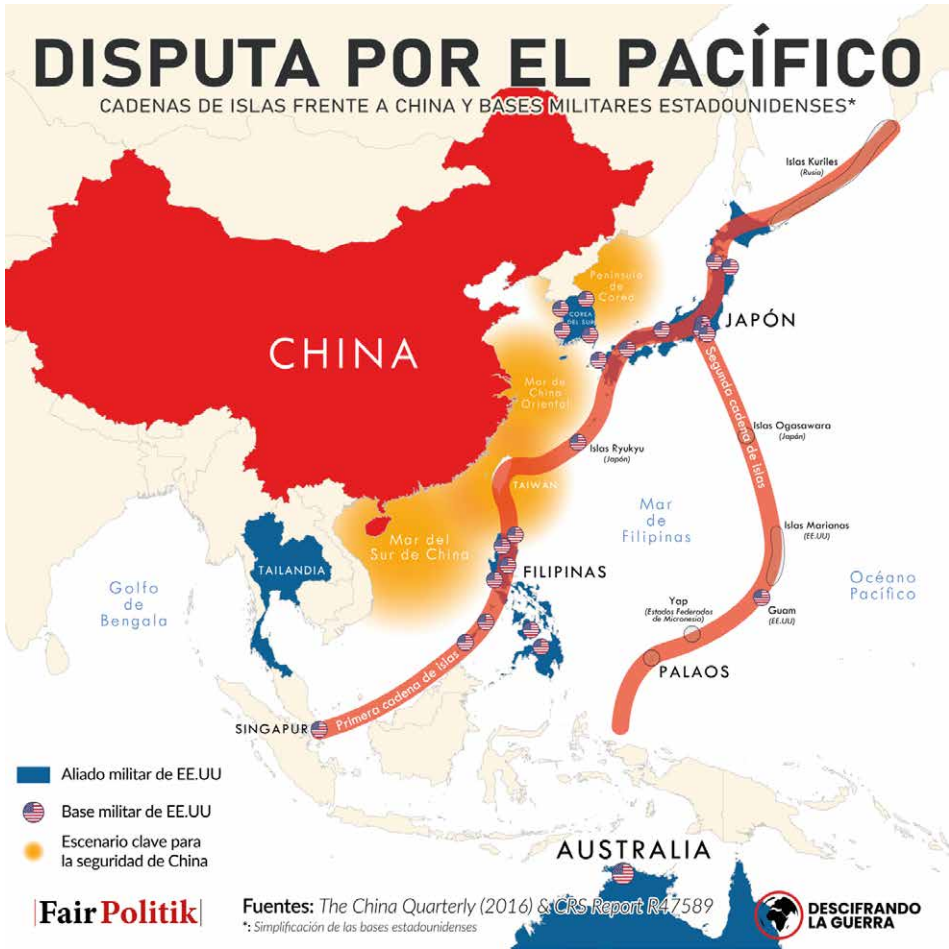 DISPUTA POR EL PACÍFICO
CADENAS DE ISLAS FRENTE A CHINA Y BASES MILITARES ESTADOUNIDENSES*
Islas Kuriles
(Rusia)
Península
de
Corea
COREA
DEL SUR
JAPÓN
CHINA
Mar de
China
Oriental
Segunda cadena de islas
Islas Ogasawara
(Japón)
Islas Ryukyu
(Japón)
TAIWÁN
Mar
de
Filipinas
Islas Marianas
(EE.UU)
Mar del
Sur de China
TAILANDIA
FILIPINAS
Golfo
de
Bengala
Océano
Pacífico
Yap
(Estados Federados
de Micronesia)
Guam
(EE.UU)
PALAOS
Primera cadena de islas
SINGAPUR
Aliado militar de EE.UU
Base militar de EE.UU
Escenario clave para
la seguridad de China
AUSTRALIA
Fair Politik
Fuentes: The China Quarterly (2016) & CRS Report R47589
*: Simplificación de las bases estadounidenses
DESCIFRANDO
LA GUERRA